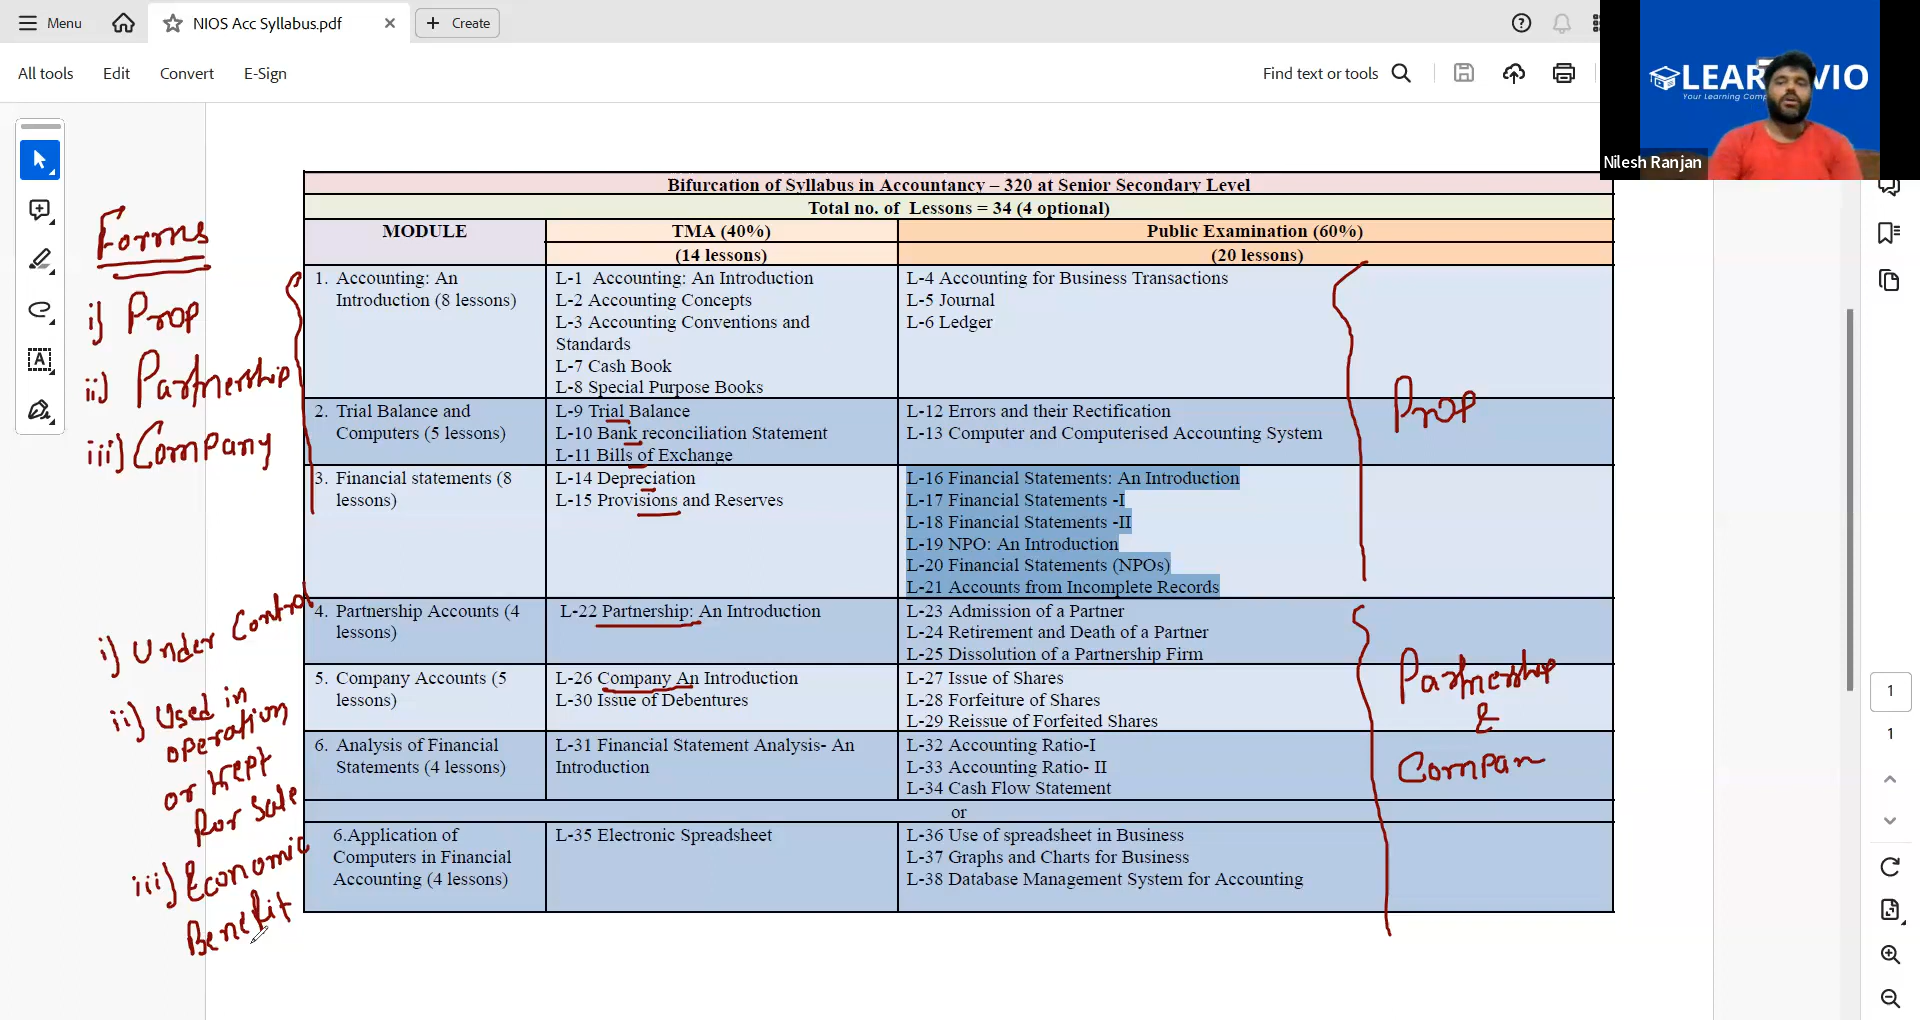 Menu
NIOS Acc Syllabus.pdf
Create
All tools
Edit
Convert
E-Sign
Find text or tools
Your Learning Comp
Nilesh Ranjan
Bifurcation of Syllabus in Accountancy – 320 at Senior Secondary Level
Total no. of Lessons = 34 (4 optional)
MODULE
TMA (40%)
(14 lessons)
Public Examination (60%)
(20 lessons)
1. Accounting: An
Introduction (8 lessons)
L-1 Accounting: An Introduction
L-2 Accounting Concepts
L-3 Accounting Conventions and
Standards
L-7 Cash Book
L-8 Special Purpose Books
L-4 Accounting for Business Transactions
L-5 Journal
L-6 Ledger
2. Trial Balance and
Computers (5 lessons)
L-9 Trial Balance
L-10 Bank reconciliation Statement
L-11 Bills of Exchange
L-12 Errors and their Rectification
L-13 Computer and Computerised Accounting System
3. Financial statements (8
lessons)
L-14 Depreciation
L-15 Provisions and Reserves
L-16 Financial Statements: An Introduction
L-17 Financial Statements -I
L-18 Financial Statements -II
L-19 NPO: An Introduction
L-20 Financial Statements (NPOs)
L-21 Accounts from Incomplete Records
4. Partnership Accounts (4
lessons)
L-22 Partnership: An Introduction
L-23 Admission of a Partner
L-24 Retirement and Death of a Partner
L-25 Dissolution of a Partnership Firm
5. Company Accounts (5
lessons)
L-26 Company An Introduction
L-30 Issue of Debentures
L-27 Issue of Shares
L-28 Forfeiture of Shares
L-29 Reissue of Forfeited Shares
6. Analysis of Financial
Statements (4 lessons)
L-31 Financial Statement Analysis- An
Introduction
L-32 Accounting Ratio-I
L-33 Accounting Ratio- II
L-34 Cash Flow Statement
or
6.Application of
Computers in Financial
Accounting (4 lessons)
L-35 Electronic Spreadsheet
L-36 Use of spreadsheet in Business
L-37 Graphs and Charts for Business
L-38 Database Management System for Accounting
Forms
i) Prop
ii) Partnership
iii) Company
i) Under Control
ii) Used in
operation
or kept
for sale
iii) Economic
Benefit
Prop
Partnership
&
Compan
1
1